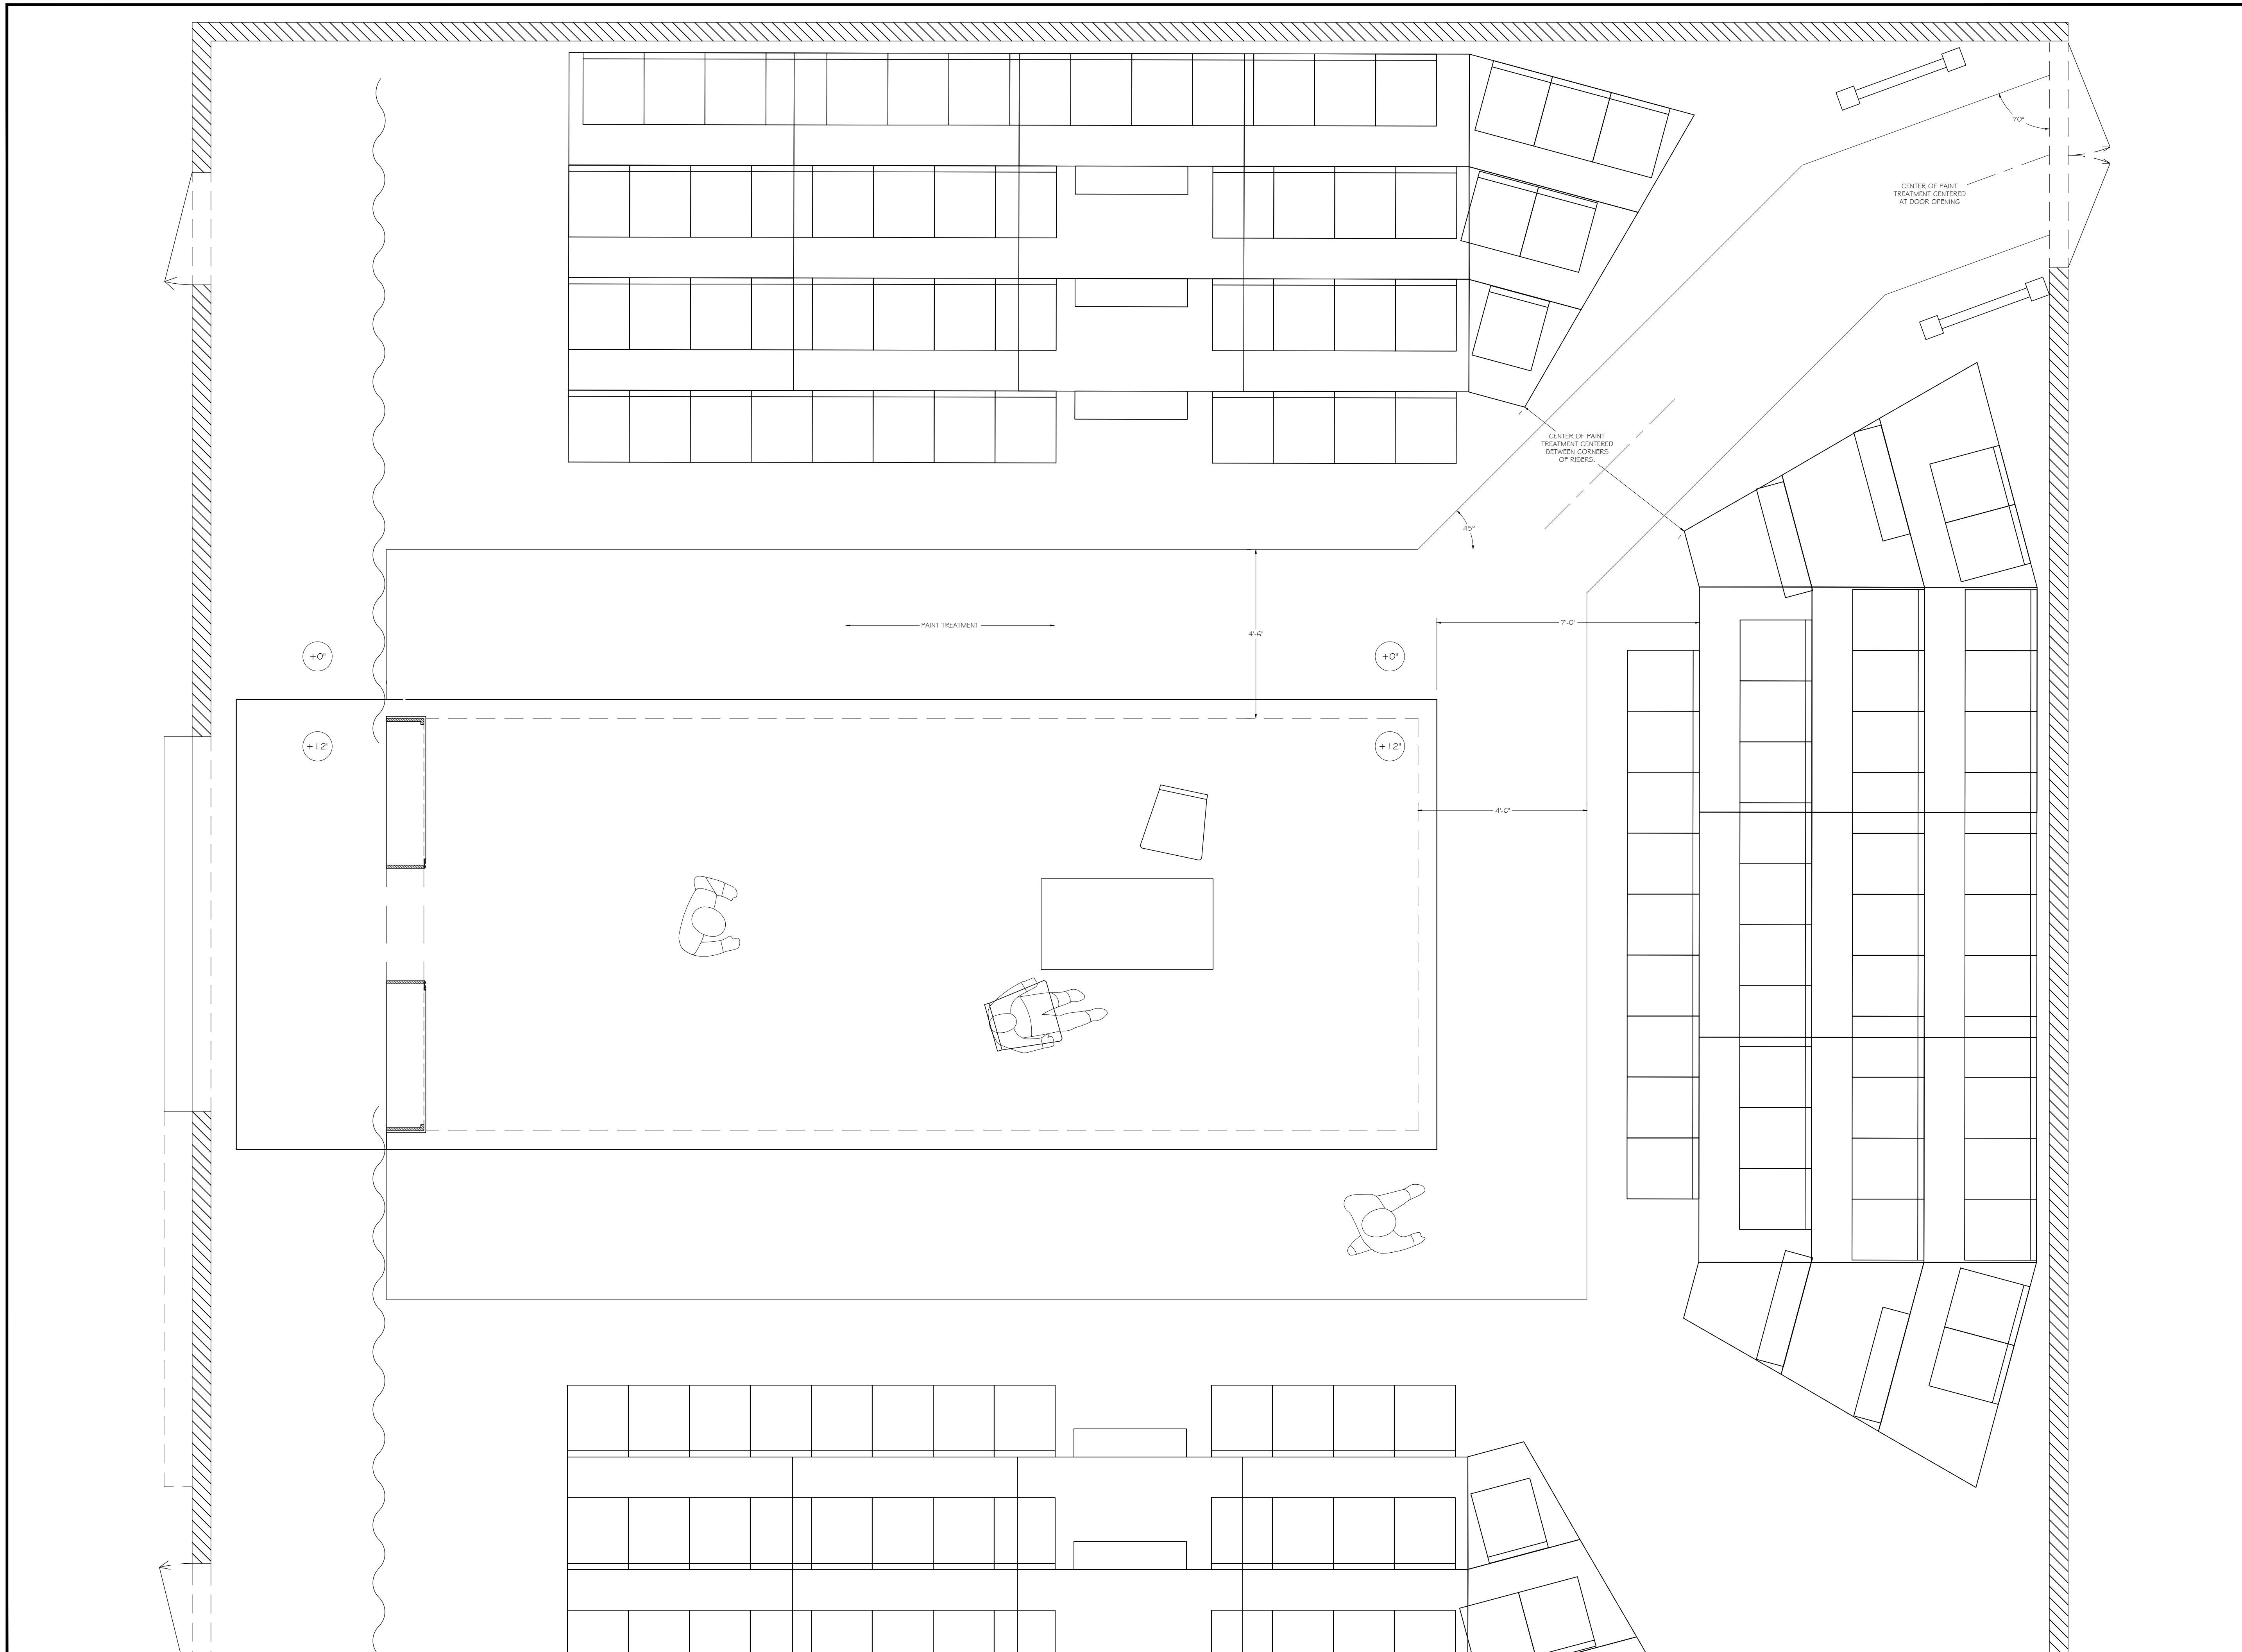 70°
CENTER OF PAINT
TREATMENT CENTERED
AT DOOR OPENING
CENTER OF PAINT
TREATMENT CENTERED
BETWEEN CORNERS
OF RISERS.
45°
PAINT TREATMENT
4'-6"
7'-0"
+0"
+0"
+12"
+12"
4'-6"